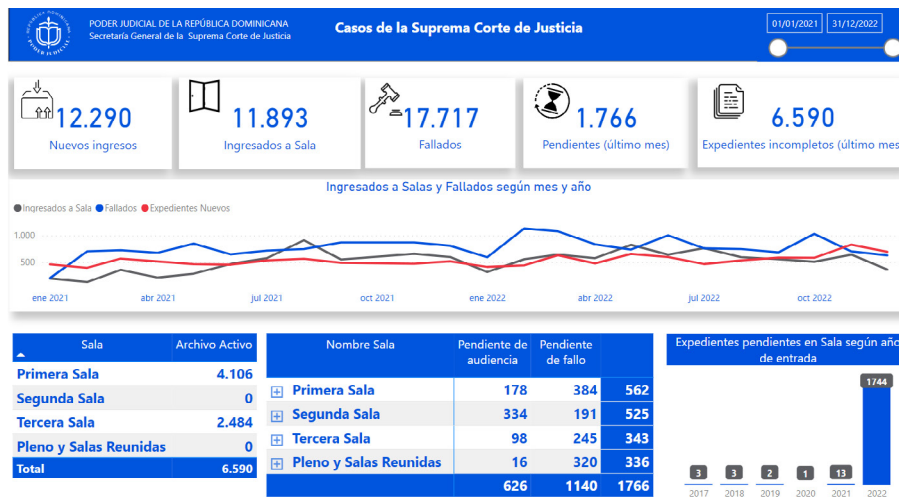 PODER JUDICIAL DE LA REPÚBLICA DOMINICANA
Secretaría General de la Suprema Corte de Justicia
Casos de la Suprema Corte de Justicia
01/01/2021 31/12/2022
12.290
Nuevos ingresos
11.893
Ingresados a Sala
17.717
Fallados
1.766
Pendientes (último mes)
6.590
Expedientes incompletos (último mes
Ingresados a Salas y Fallados según mes y año
Ingresados a Sala Fallados Expedientes Nuevos
1.000
500
ene 2021 abr 2021 jul 2021 oct 2021 ene 2022 abr 2022 jul 2022 oct 2022
Sala Archivo Activo
Primera Sala 4.106
Segunda Sala 0
Tercera Sala 2.484
Pleno y Salas Reunidas 0
Total 6.590
Nombre Sala Pendiente de audiencia Pendiente de fallo
Primera Sala 178 384 562
Segunda Sala 334 191 525
Tercera Sala 98 245 343
Pleno y Salas Reunidas 16 320 336
626 1140 1766
Expedientes pendientes en Sala según año
de entrada
1744
3 3 2 1 13
2017 2018 2019 2020 2021 2022